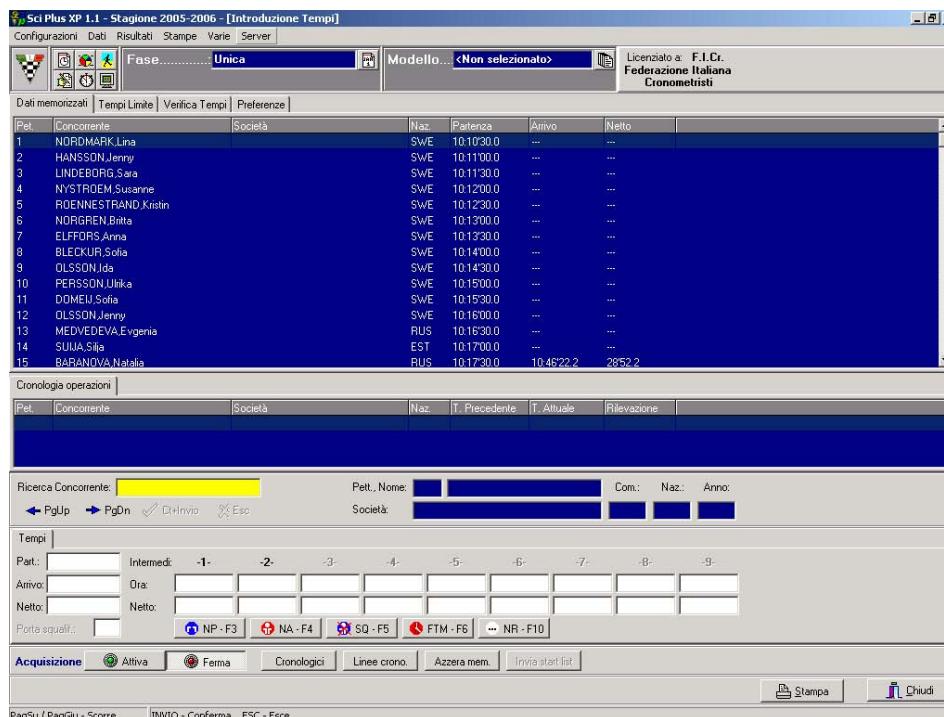 Sci Plus XP 1.1 - Stagione 2005-2006 - [Introduzione Tempi]
Configurazioni Dati Risultati Stampe Varie Server
Fase.............: Unica Modello... <Non selezionato> Licenziato a: F.I.Cr.
Federazione Italiana
Cronometristi
Dati memorizzati Tempi Limite Verifica Tempi Preferenze
Pet. Concorrente Società Naz. Partenza Arrivo Netto
1 NORDMARK,Lina SWE 10:10'30.0 --- ---
2 HANSSON,Jenny SWE 10:11'00.0 --- ---
3 LINDEBORG,Sara SWE 10:11'30.0 --- ---
4 NYSTROEM,Susanne SWE 10:12'00.0 --- ---
5 ROENNESTRAND,Kristin SWE 10:12'30.0 --- ---
6 NORGREN,Britta SWE 10:13'00.0 --- ---
7 ELFFORS,Anna SWE 10:13'30.0 --- ---
8 BLECKUR,Sofia SWE 10:14'00.0 --- ---
9 OLSSON,Ida SWE 10:14'30.0 --- ---
10 PERSSON,Ulrika SWE 10:15'00.0 --- ---
11 DOMEIJ,Sofia SWE 10:15'30.0 --- ---
12 OLSSON,Jenny SWE 10:16'00.0 --- ---
13 MEDVEDEVA,Evgenia RUS 10:16'30.0 --- ---
14 SUIJA,Silja EST 10:17'00.0 --- ---
15 BARANOVA,Natalia RUS 10:17'30.0 10:46'22.2 28'52.2
Cronologia operazioni
Pet. Concorrente Società Naz. T. Precedente T. Attuale Rilevazione
Ricerca Concorrente: Pett., Nome: Com.: Naz.: Anno:
PgUp PgDn Ct+Invio Esc Società:
Tempi
Part.: Intermedi: -1- -2- -3- -4- -5- -6- -7- -8- -9-
Arrivo: Ora:
Netto: Netto:
Porta squalif.: NP - F3 NA - F4 SQ - F5 FTM - F6 NR - F10
Acquisizione Attiva Ferma Cronologici Linee crono. Azzera mem. Invia start list
Stampa Chiudi
PagSu / PagGiu - Scorre INVIO - Conferma ESC - Esce